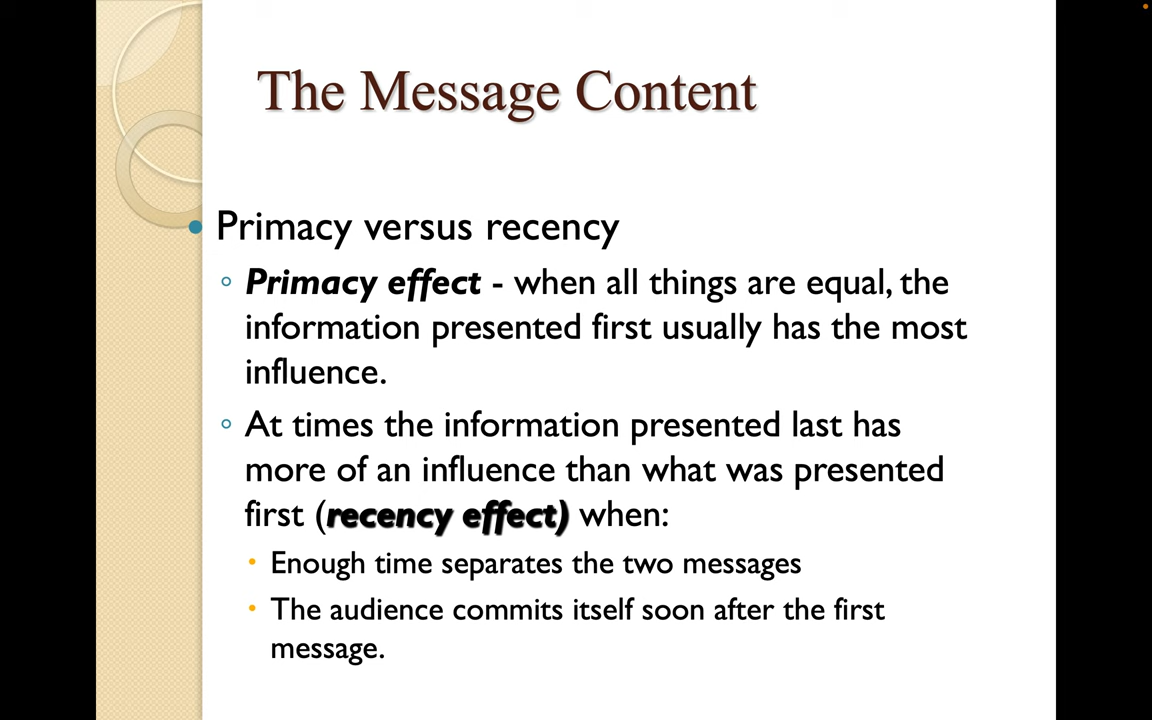 The Message Content
• Primacy versus recency
◦ Primacy effect - when all things are equal, the
information presented first usually has the most
influence.
◦ At times the information presented last has
more of an influence than what was presented
first (recency effect) when:
• Enough time separates the two messages
• The audience commits itself soon after the first
message.